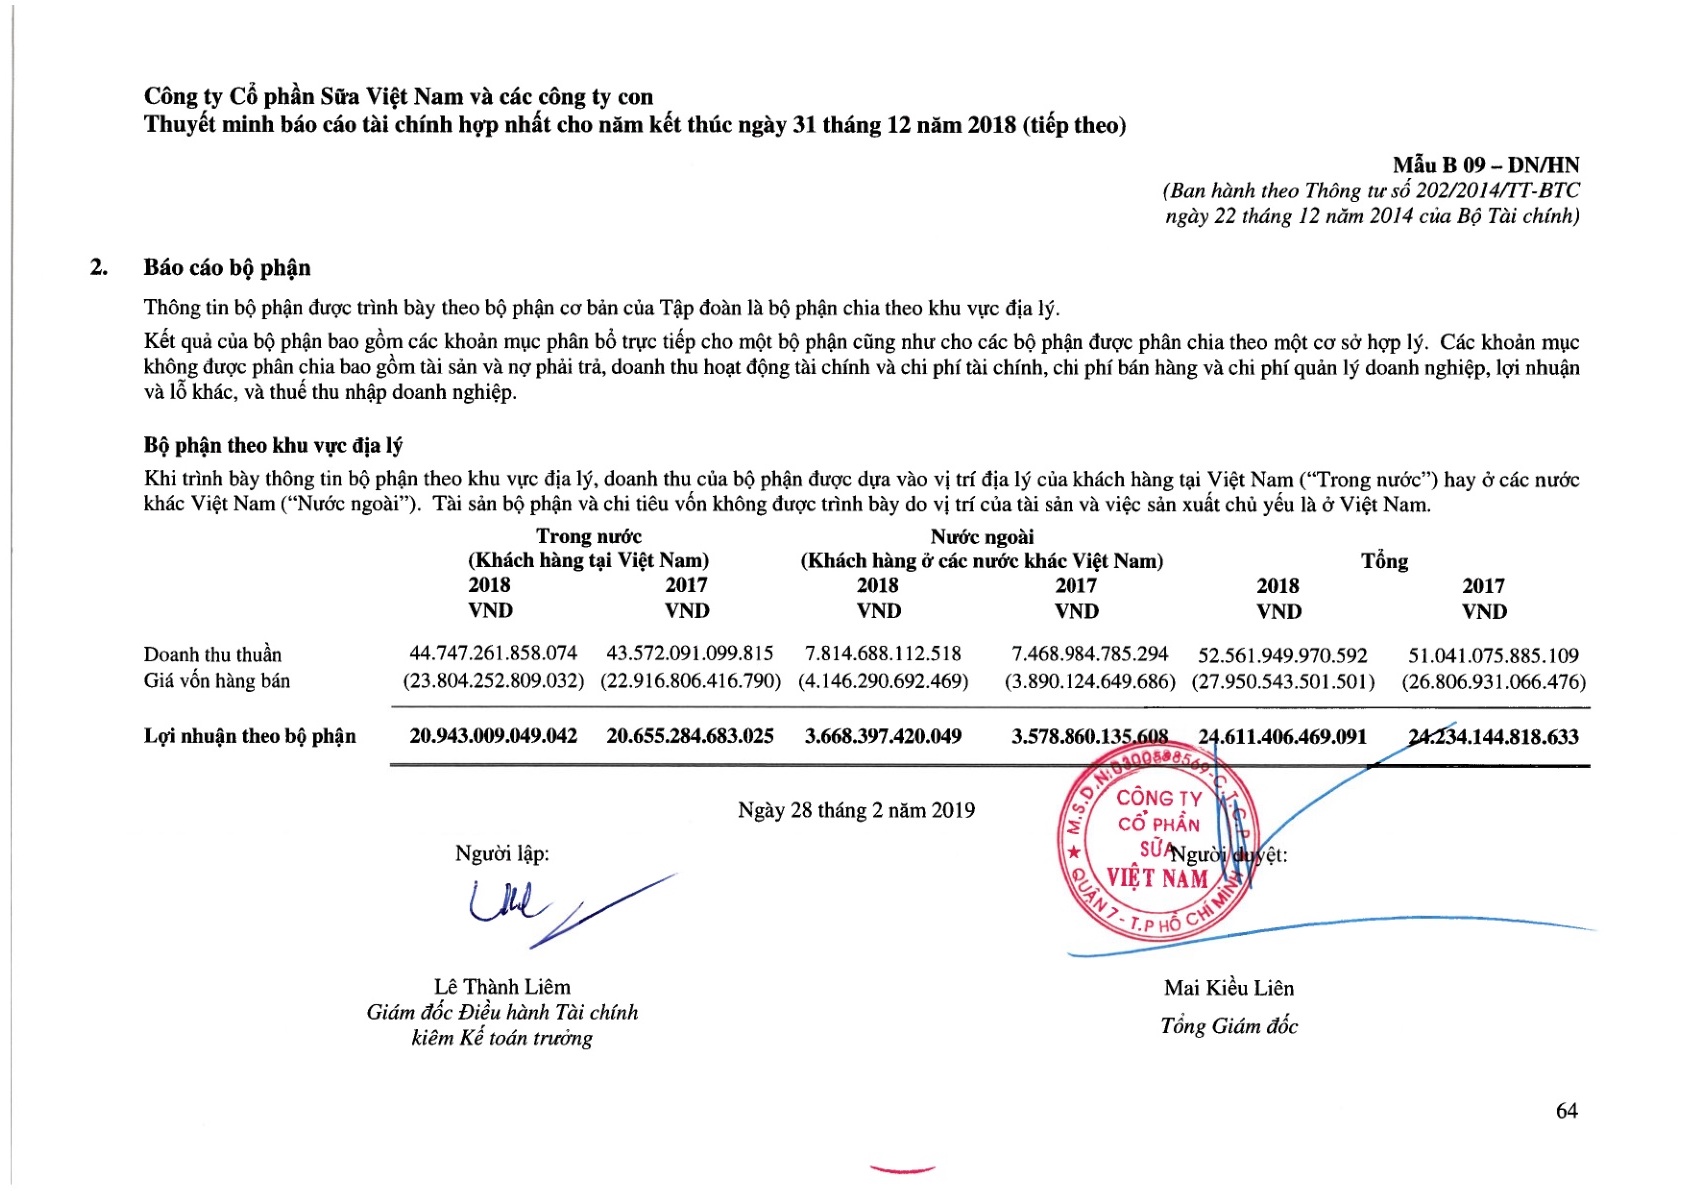 Công ty Cổ phần Sữa Việt Nam và các công ty con
Thuyết minh báo cáo tài chính hợp nhất cho năm kết thúc ngày 31 tháng 12 năm 2018 (tiếp theo)
Mẫu B 09 – DN/HN
(Ban hành theo Thông tư số 202/2014/TT-BTC
ngày 22 tháng 12 năm 2014 của Bộ Tài chính)
2. Báo cáo bộ phận
Thông tin bộ phận được trình bày theo bộ phận cơ bản của Tập đoàn là bộ phận chia theo khu vực địa lý.
Kết quả của bộ phận bao gồm các khoản mục phân bổ trực tiếp cho một bộ phận cũng như cho các bộ phận được phân chia theo một cơ sở hợp lý. Các khoản mục
không được phân chia bao gồm tài sản và nợ phải trả, doanh thu hoạt động tài chính và chi phí tài chính, chi phí bán hàng và chi phí quản lý doanh nghiệp, lợi nhuận
và lỗ khác, và thuế thu nhập doanh nghiệp.
Bộ phận theo khu vực địa lý
Khi trình bày thông tin bộ phận theo khu vực địa lý, doanh thu của bộ phận được dựa vào vị trí địa lý của khách hàng tại Việt Nam (“Trong nước”) hay ở các nước
khác Việt Nam (“Nước ngoài”). Tài sản bộ phận và chi tiêu vốn không được trình bày do vị trí của tài sản và việc sản xuất chủ yếu là ở Việt Nam.
Trong nước Nước ngoài
(Khách hàng tại Việt Nam) (Khách hàng ở các nước khác Việt Nam) Tổng
2018 2017 2018 2017 2018 2017
VND VND VND VND VND VND
Doanh thu thuần 44.747.261.858.074 43.572.091.099.815 7.814.688.112.518 7.468.984.785.294 52.561.949.970.592 51.041.075.885.109
Giá vốn hàng bán (23.804.252.809.032) (22.916.806.416.790) (4.146.290.692.469) (3.890.124.649.686) (27.950.543.501.501) (26.806.931.066.476)
Lợi nhuận theo bộ phận 20.943.009.049.042 20.655.284.683.025 3.668.397.420.049 3.578.860.135.608 24.611.406.469.091 24.234.144.818.633
Ngày 28 tháng 2 năm 2019
Người lập:
Người duyệt:
M.S.D.N:0300588569-C.T.C.P
CÔNG TY
CỔ PHẦN
SỮA
VIỆT NAM
QUẬN 7 - T.P HỒ CHÍ MINH
Lê Thành Liêm
Giám đốc Điều hành Tài chính
kiêm Kế toán trưởng
Mai Kiều Liên
Tổng Giám đốc
64